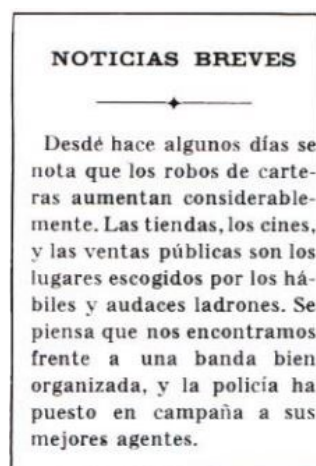 NOTICIAS BREVES
Desdé hace algunos días se
nota que los robos de carte-
ras aumentan considerable-
mente. Las tiendas, los cines,
y las ventas públicas son los
lugares escogidos por los há-
biles y audaces ladrones. Se
piensa que nos encontramos
frente a una banda bien
organizada, y la policía ha
puesto en campaña a sus
mejores agentes.